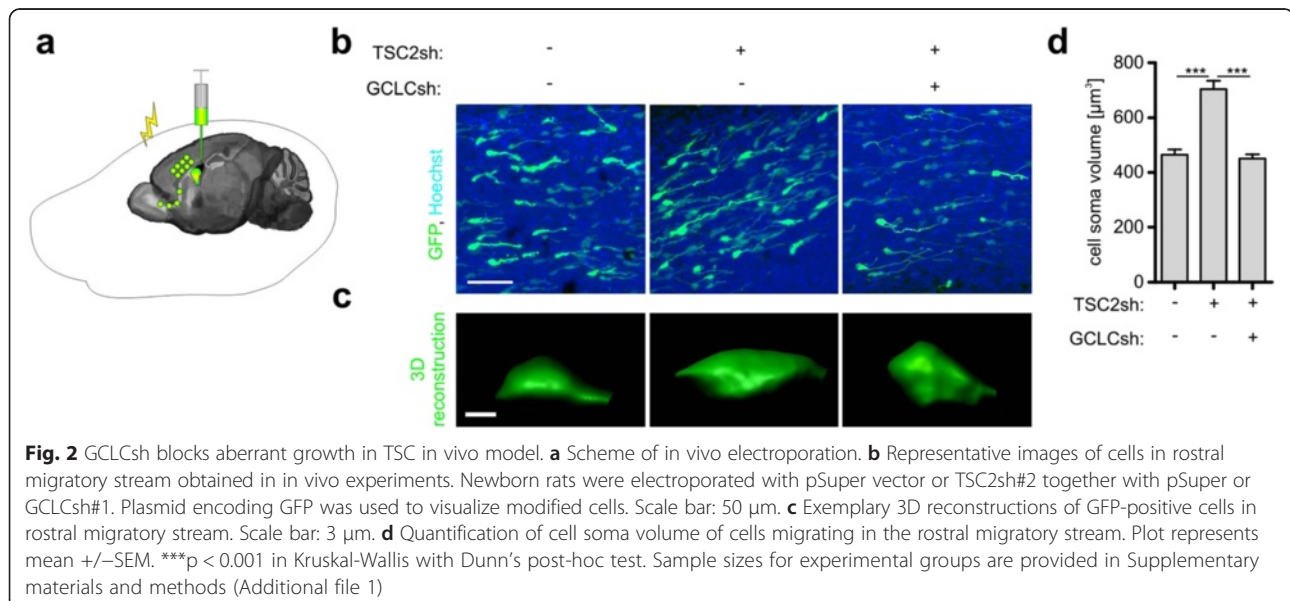 a
b
TSC2sh: - + +
GCLCsh: - - +
GFP, Hoechst
c
3D
reconstruction
d
cell soma volume [µm³]
800
600
400
200
0
*** ***
TSC2sh: - + +
GCLCsh: - - +
Fig. 2 GCLCsh blocks aberrant growth in TSC in vivo model. a Scheme of in vivo electroporation. b Representative images of cells in rostral
migratory stream obtained in in vivo experiments. Newborn rats were electroporated with pSuper vector or TSC2sh#2 together with pSuper or
GCLCsh#1. Plasmid encoding GFP was used to visualize modified cells. Scale bar: 50 µm. c Exemplary 3D reconstructions of GFP-positive cells in
rostral migratory stream. Scale bar: 3 µm. d Quantification of cell soma volume of cells migrating in the rostral migratory stream. Plot represents
mean +/−SEM. ***p < 0.001 in Kruskal-Wallis with Dunn’s post-hoc test. Sample sizes for experimental groups are provided in Supplementary
materials and methods (Additional file 1)